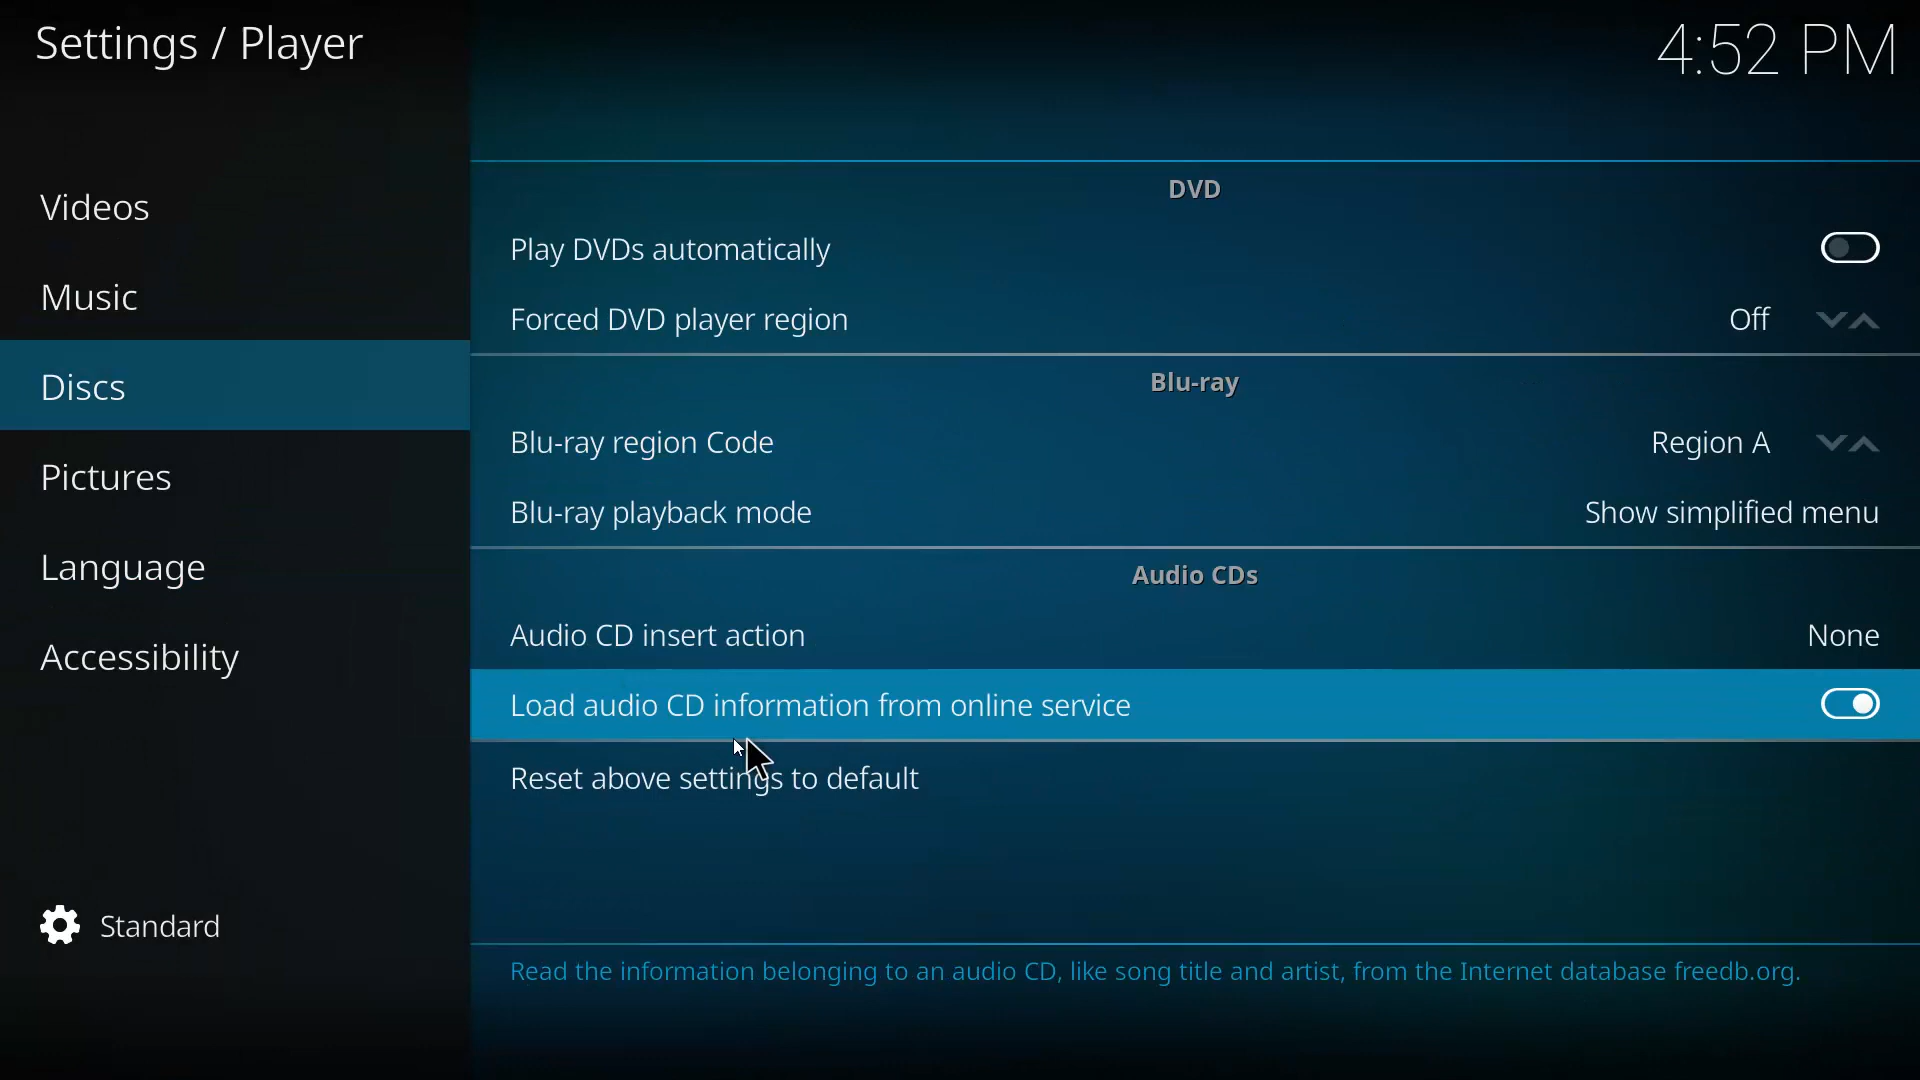 Settings / Player
4:52 PM
Videos
Music
Discs
Pictures
Language
Accessibility
Standard
DVD
Play DVDs automatically
Forced DVD player region Off
Blu-ray
Blu-ray region Code Region A
Blu-ray playback mode Show simplified menu
Audio CDs
Audio CD insert action None
Load audio CD information from online service
Reset above settings to default
Read the information belonging to an audio CD, like song title and artist, from the Internet database freedb.org.